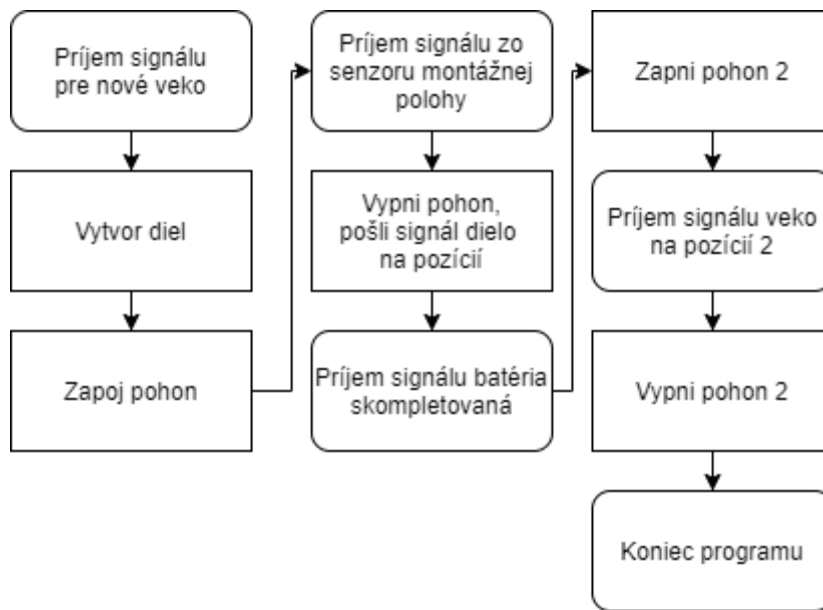 Príjem signálu
pre nové veko
Vytvor diel
Zapoj pohon
Príjem signálu zo
senzoru montážnej
polohy
Vypni pohon,
pošli signál dielo
na pozícií
Príjem signálu batéria
skompletovaná
Zapni pohon 2
Príjem signálu veko
na pozícií 2
Vypni pohon 2
Koniec programu